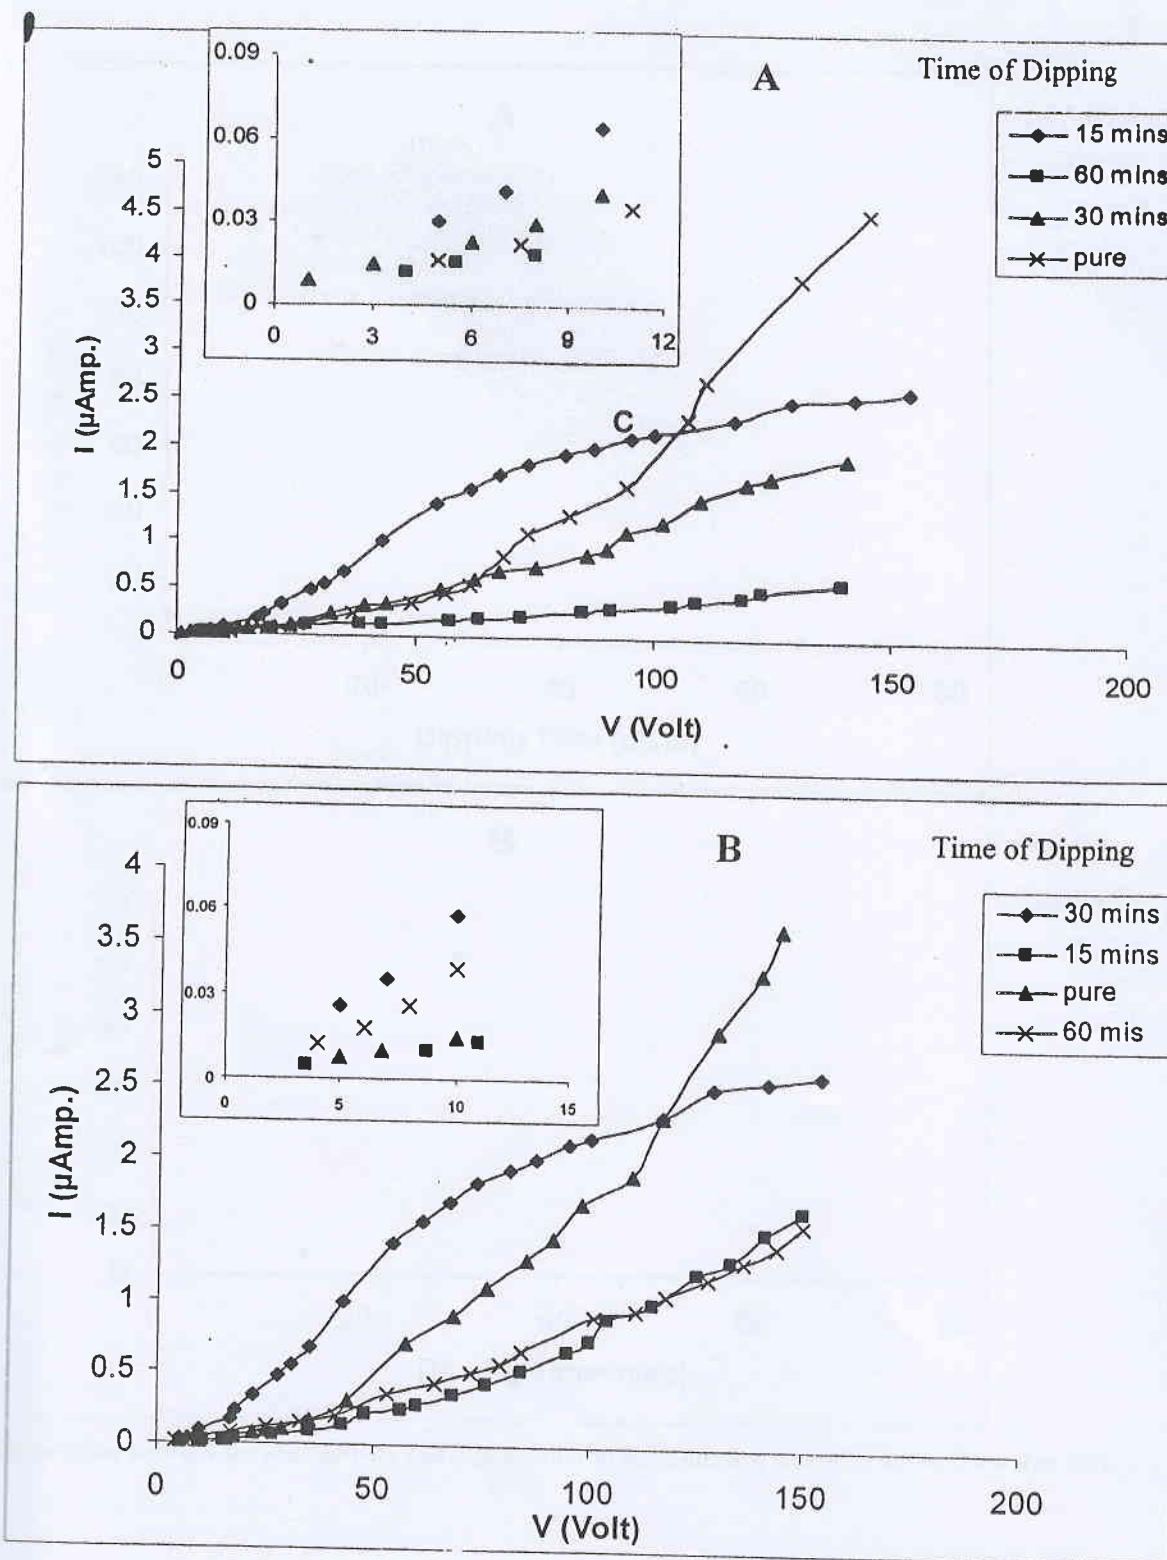 A
Time of Dipping
15 mins
60 mins
30 mins
pure
0.09
0.06
0.03
0
0 3 6 9 12
5
4.5
4
3.5
3
2.5
2
1.5
1
0.5
0
I (µAmp.)
C
0 50 100 150 200
V (Volt)
B
Time of Dipping
30 mins
15 mins
pure
60 mis
0.09
0.06
0.03
0
0 5 10 15
4
3.5
3
2.5
2
1.5
1
0.5
0
I (µAmp.)
0 50 100 150 200
V (Volt)